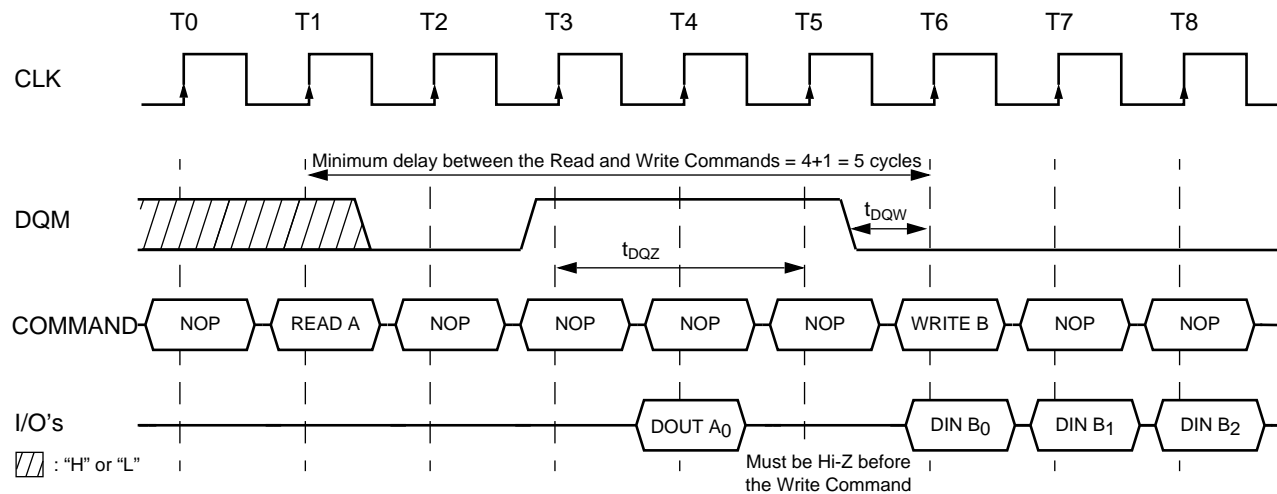 T0 T1 T2 T3 T4 T5 T6 T7 T8
CLK
Minimum delay between the Read and Write Commands = 4+1 = 5 cycles
DQM
tDQW
tDQZ
COMMAND NOP READ A NOP NOP NOP NOP WRITE B NOP NOP
I/O's DOUT A0 DIN B0 DIN B1 DIN B2
: “H” or “L”
Must be Hi-Z before
the Write Command